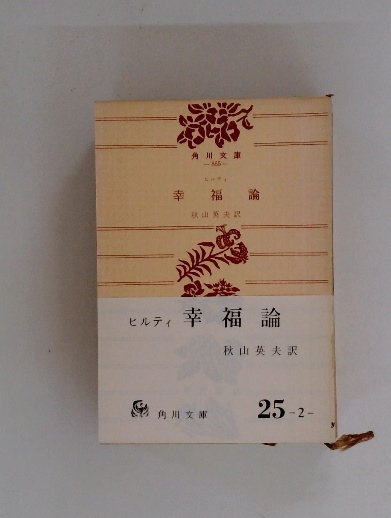 角川文庫
—865—
ヒルティ
幸福論
秋山英夫訳
ヒルティ 幸福論
秋山英夫訳
角川文庫 25-2-